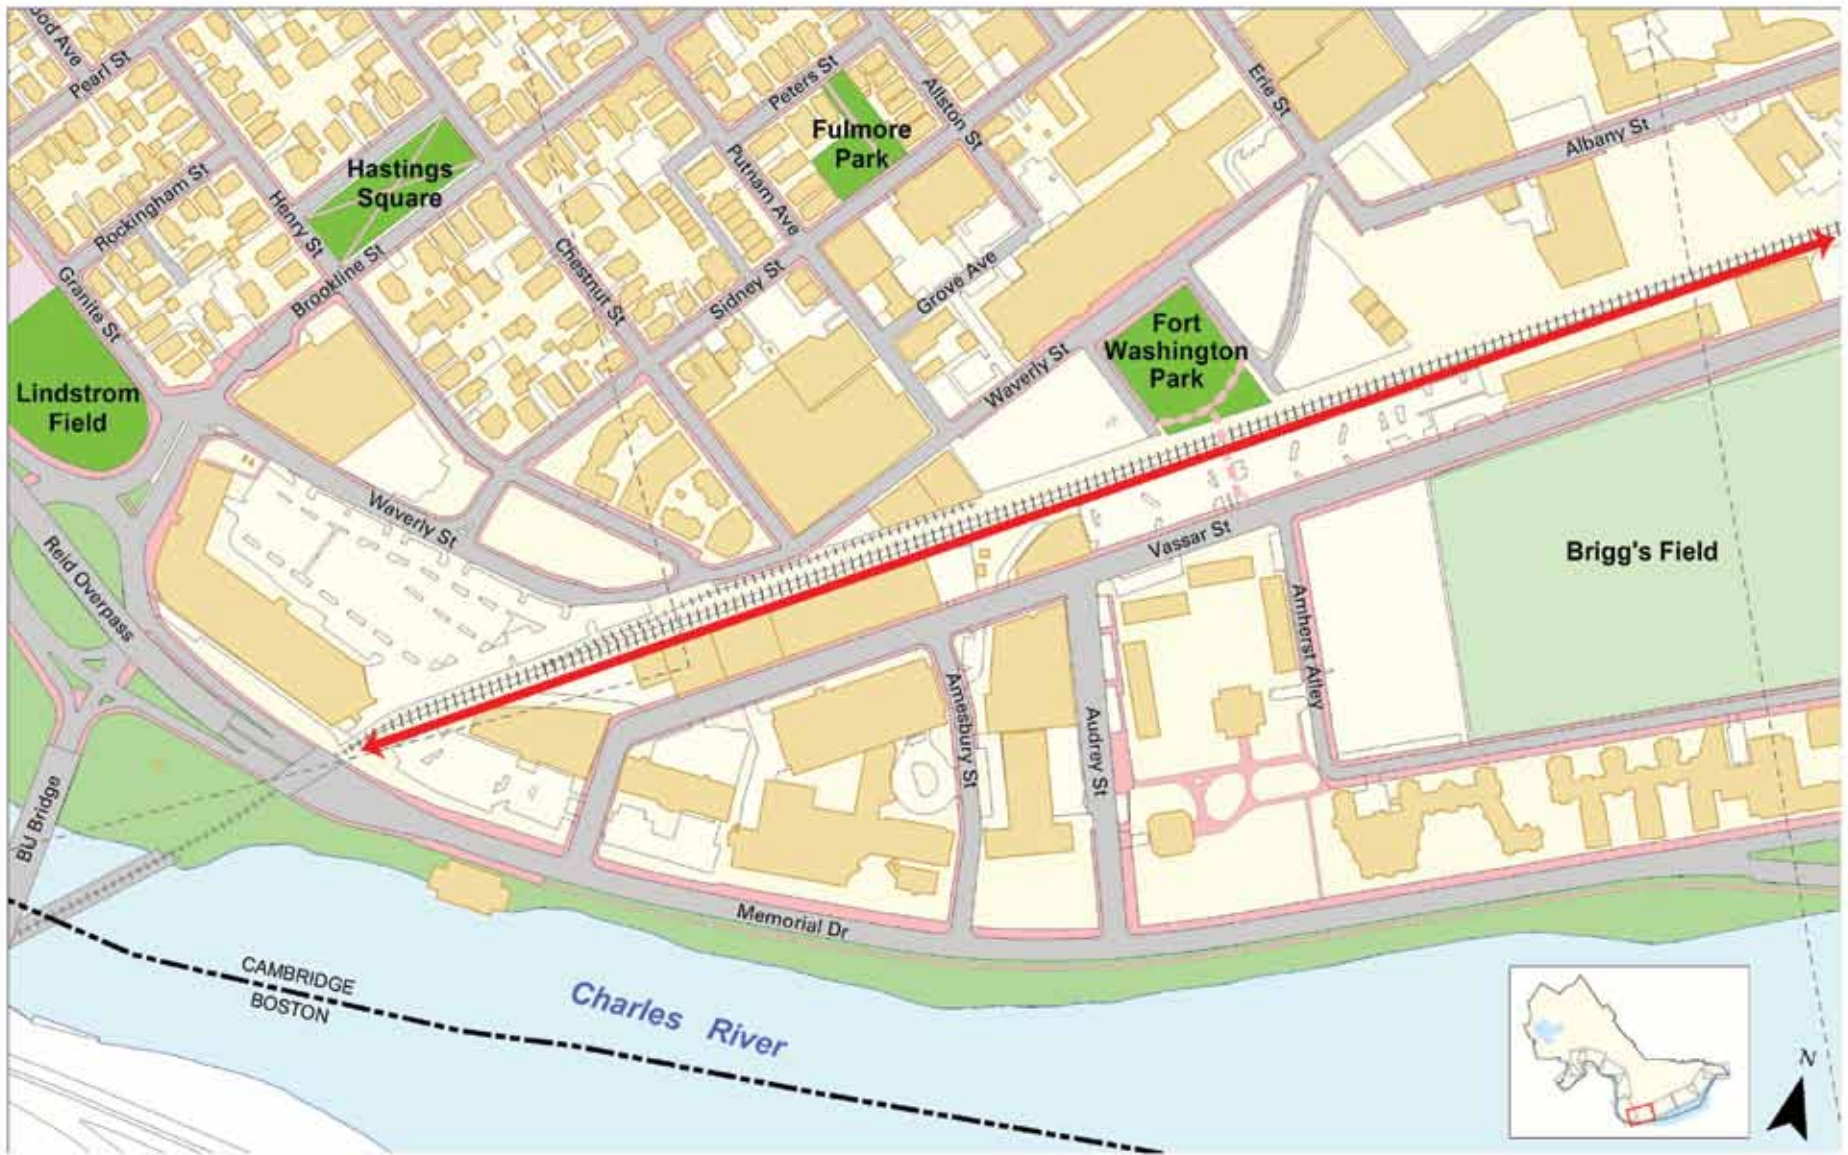 ood Ave
Pearl St
Peters St
Allston St
Erie St
Albany St
Fulmore
Park
Hastings
Square
Rockingham St
Henry St
Putnam Ave
Granite St
Brookline St
Chestnut St
Sidney St
Grove Ave
Fort
Washington
Park
Waverly St
Lindstrom
Field
Waverly St
Vassar St
Brigg's Field
Reid Overpass
Amherst Alley
Amesbury St
Audrey St
BU Bridge
Memorial Dr
CAMBRIDGE
BOSTON
Charles River
N